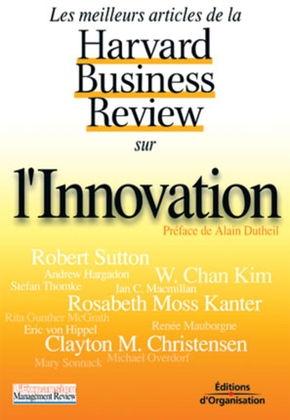 Les meilleurs articles de la
Harvard
Business
Review
sur
l'Innovation
Préface de Alain Dutheil
Robert Sutton
Andrew Hargadon
W. Chan Kim
Stefan Thomke
Ian C. Macmillan
Rosabeth Moss Kanter
Rita Gunther McGrath
Eric von Hippel
Renée Mauborgne
Clayton M. Christensen
Mary Sonnack
Michael Overdorf
l'Expansion
Management Review
Éditions
d'Organisation